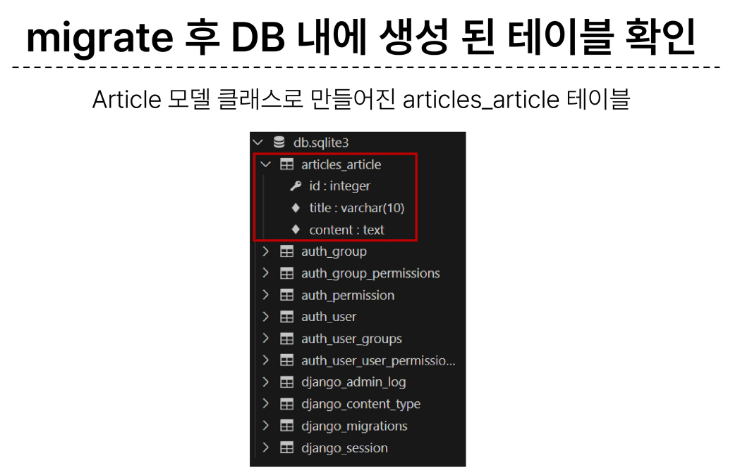 migrate 후 DB 내에 생성 된 테이블 확인
Article 모델 클래스로 만들어진 articles_article 테이블
db.sqlite3
articles_article
id : integer
title : varchar(10)
content : text
auth_group
auth_group_permissions
auth_permission
auth_user
auth_user_groups
auth_user_user_permissio...
django_admin_log
django_content_type
django_migrations
django_session